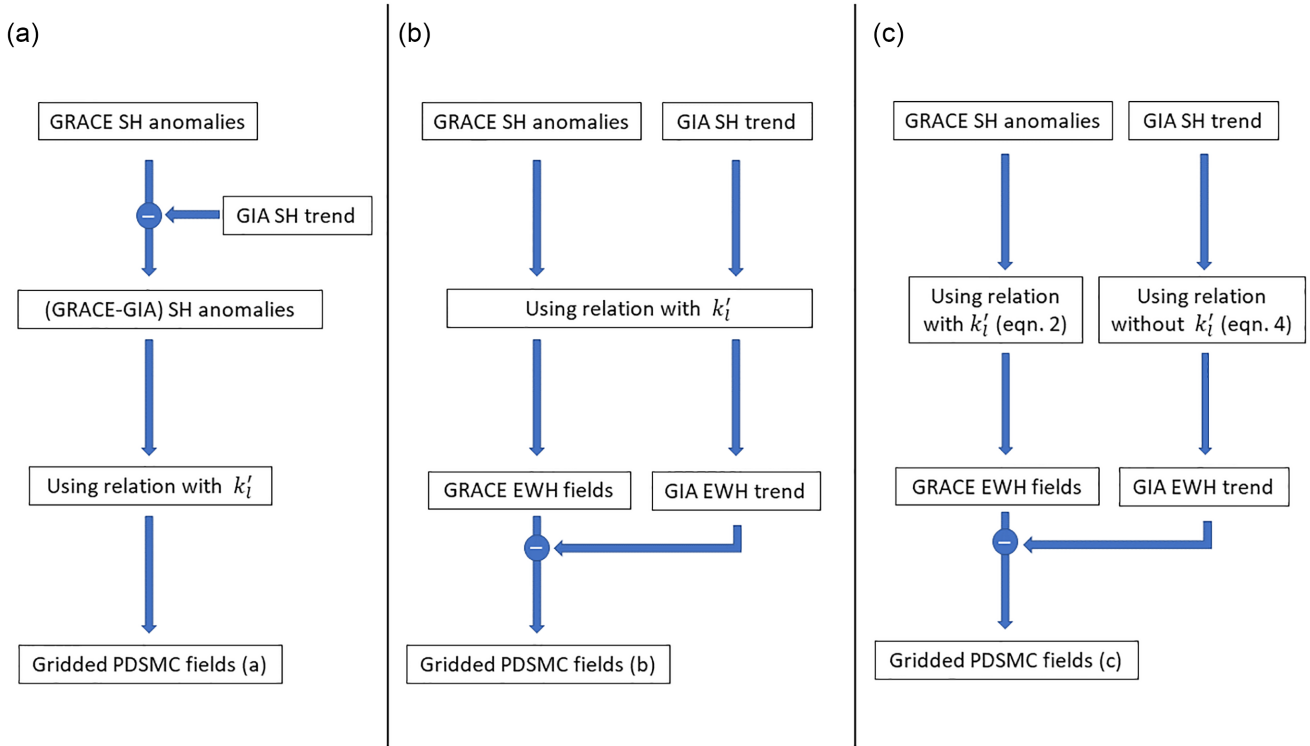 (a)
GRACE SH anomalies
−
GIA SH trend
(GRACE-GIA) SH anomalies
Using relation with k′l
Gridded PDSMC fields (a)
(b)
GRACE SH anomalies
GIA SH trend
Using relation with k′l
GRACE EWH fields
GIA EWH trend
−
Gridded PDSMC fields (b)
(c)
GRACE SH anomalies
GIA SH trend
Using relation
with k′l (eqn. 2)
Using relation
without k′l (eqn. 4)
GRACE EWH fields
GIA EWH trend
−
Gridded PDSMC fields (c)